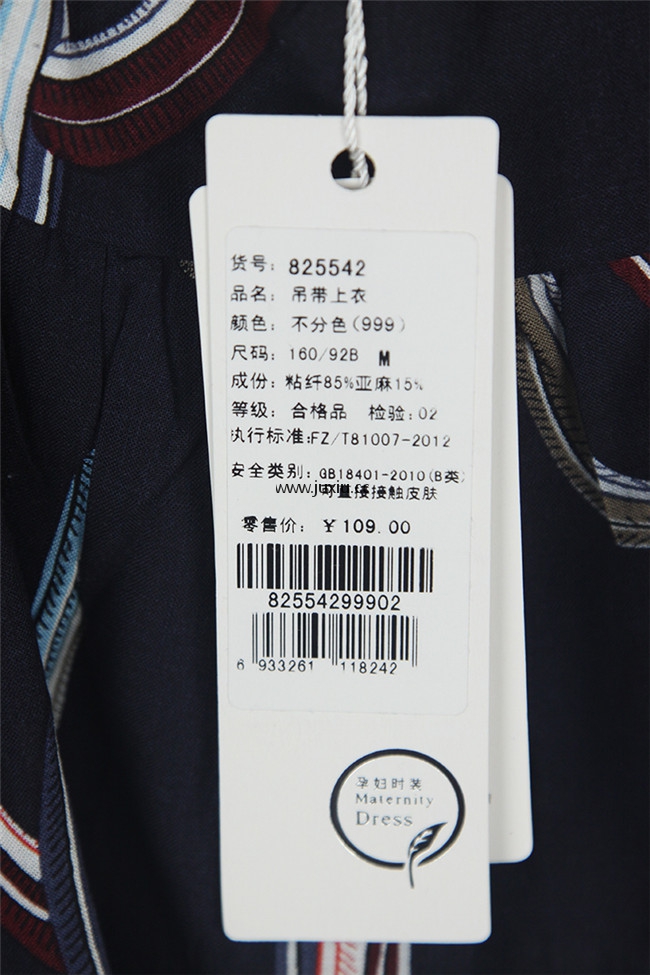 货号: 825542
品名: 吊带上衣
颜色: 不分色(999)
尺码: 160/92B M
成份: 粘纤85%亚麻15%
等级: 合格品 检验:02
执行标准:FZ/T81007-2012
安全类别: GB18401-2010(B类)
可直接接触皮肤
零售价: ¥109.00
82554299902
6 933261 118242
孕妇时装
Maternity
Dress